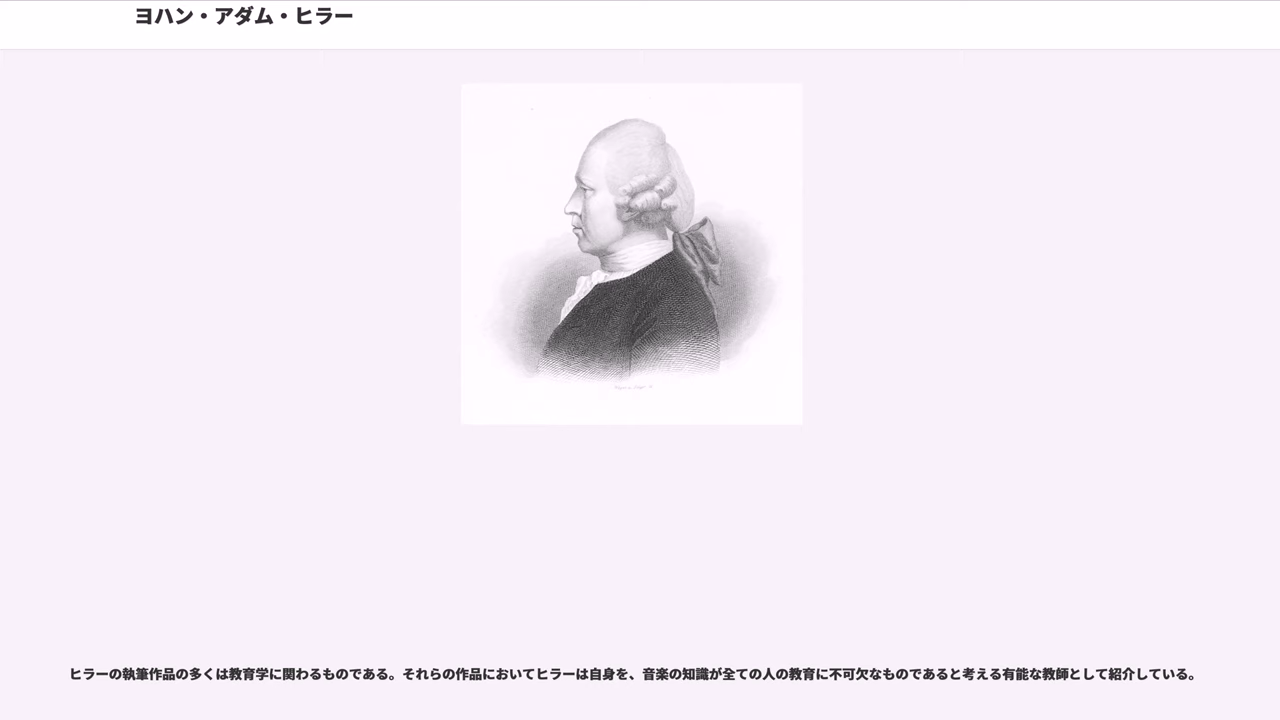 ヨハン・アダム・ヒラー
ヒラーの執筆作品の多くは教育学に関わるものである。それらの作品においてヒラーは自身を、音楽の知識が全ての人の教育に不可欠なものであると考える有能な教師として紹介している。